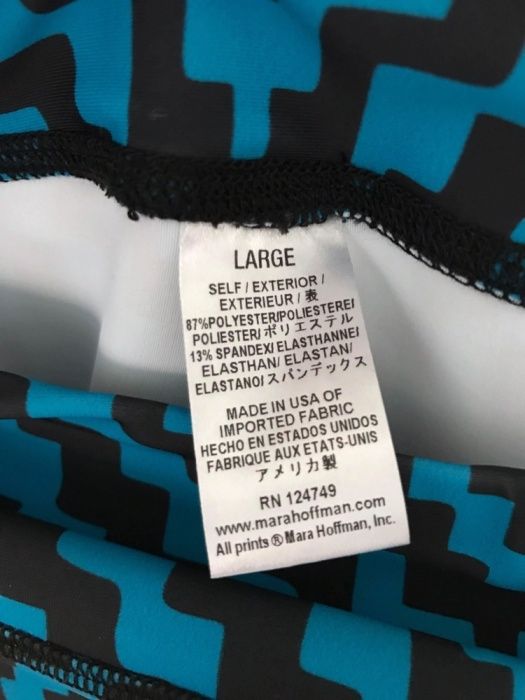 LARGE
SELF / EXTERIOR /
EXTERIEUR / 表
87%POLYESTER/POLIESTERE/
POLIESTER/ポリエステル
13% SPANDEX/ELASTHANNE/
ELASTHAN/ ELASTAN/
ELASTANO/スパンデックス
MADE IN USA OF
IMPORTED FABRIC
HECHO EN ESTADOS UNIDOS
FABRIQUE AUX ETATS-UNIS
アメリカ製
RN 124749
www.marahoffman.com
All prints ® Mara Hoffman, Inc.